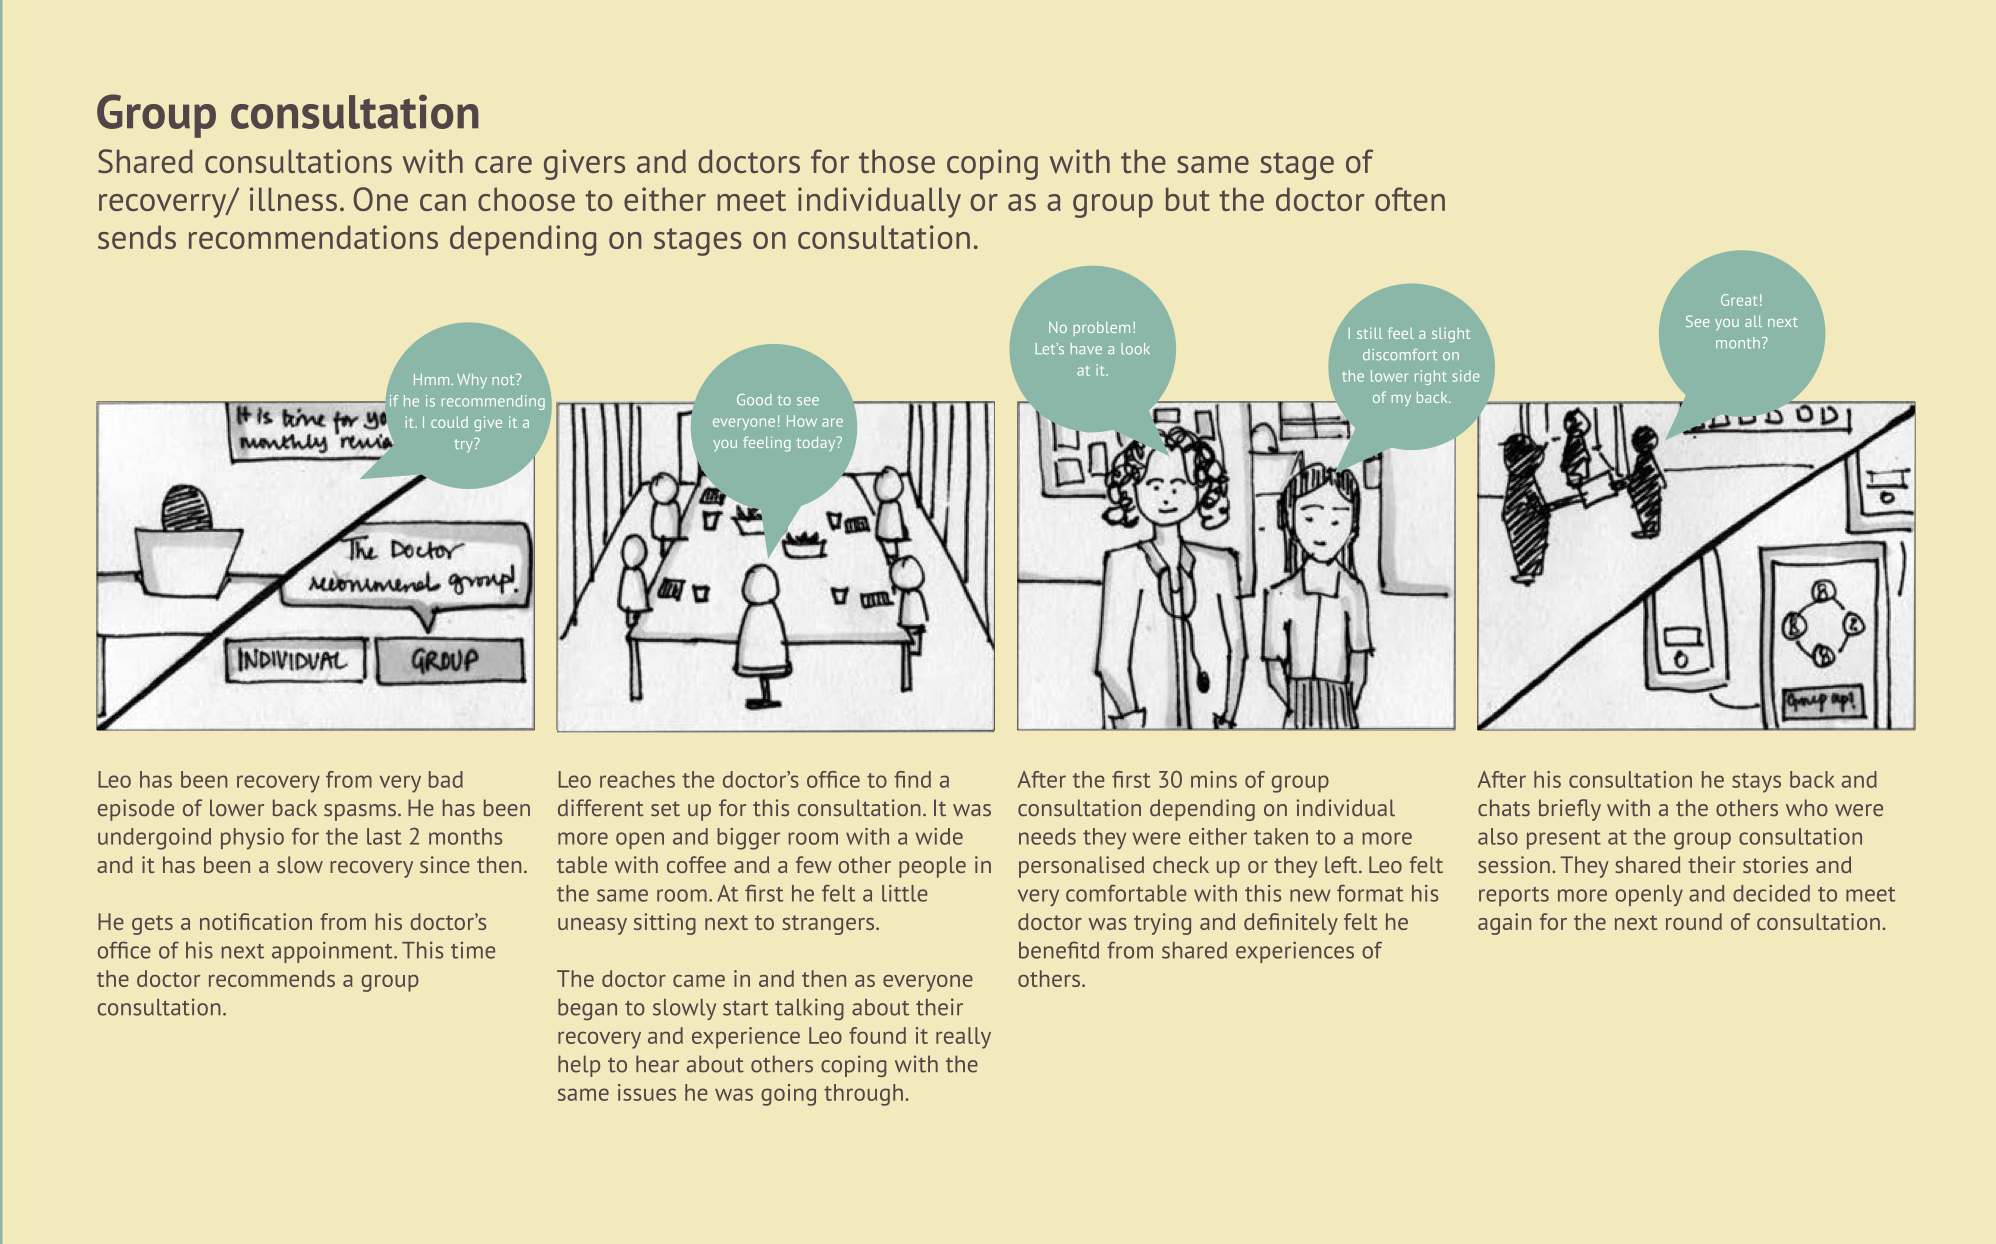 Group consultation
Shared consultations with care givers and doctors for those coping with the same stage of
recoverry/ illness. One can choose to either meet individually or as a group but the doctor often
sends recommendations depending on stages on consultation.
Hmm. Why not?
if he is recommending
it. I could give it a
try?
It is time for yo
monthly
The Doctor
recommend group!
INDIVIDUAL
GROUP
Good to see
everyone! How are
you feeling today?
No problem!
Let's have a look
at it.
I still feel a slight
discomfort on
the lower right side
of my back.
Great!
See you all next
month?
Group up!
Leo has been recovery from very bad
episode of lower back spasms. He has been
undergoind physio for the last 2 months
and it has been a slow recovery since then.
He gets a notification from his doctor's
office of his next appoinment. This time
the doctor recommends a group
consultation.
Leo reaches the doctor's office to find a
different set up for this consultation. It was
more open and bigger room with a wide
table with coffee and a few other people in
the same room. At first he felt a little
uneasy sitting next to strangers.
The doctor came in and then as everyone
began to slowly start talking about their
recovery and experience Leo found it really
help to hear about others coping with the
same issues he was going through.
After the first 30 mins of group
consultation depending on individual
needs they were either taken to a more
personalised check up or they left. Leo felt
very comfortable with this new format his
doctor was trying and definitely felt he
benefitd from shared experiences of
others.
After his consultation he stays back and
chats briefly with a the others who were
also present at the group consultation
session. They shared their stories and
reports more openly and decided to meet
again for the next round of consultation.